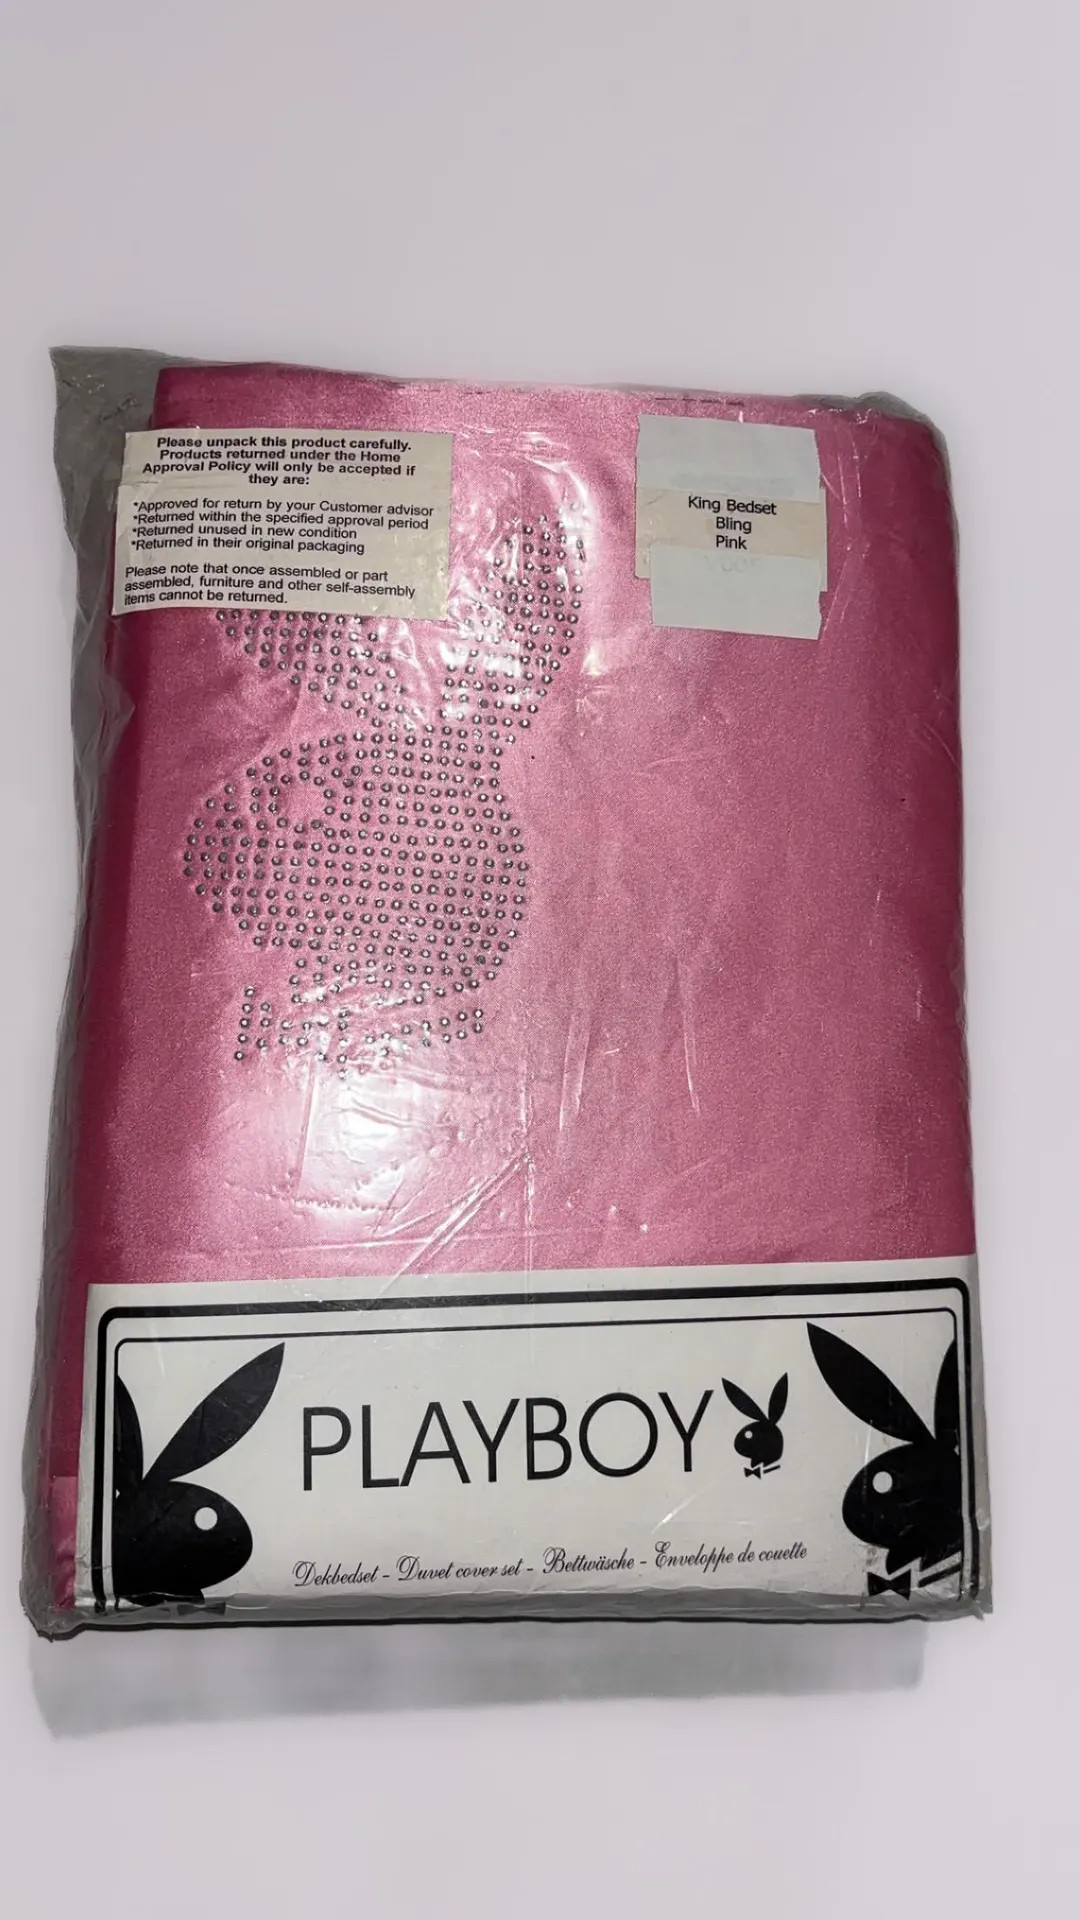 Please unpack this product carefully.
Products returned under the Home
Approval Policy will only be accepted if
they are:
*Approved for return by your Customer advisor
*Returned within the specified approval period
*Returned unused in new condition
*Returned in their original packaging
Please note that once assembled or part
assembled, furniture and other self-assembly
items cannot be returned.
King Bedset
Bling
Pink
PLAYBOY
Dekbedset - Duvet cover set - Bettwäsche - Enveloppe de couette